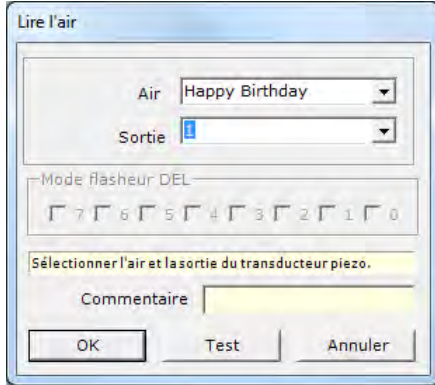 Lire l'air
Air Happy Birthday
Sortie 1
Mode flasheur DEL
7 6 5 4 3 2 1 0
Sélectionner l'air et la sortie du transducteur piezo.
Commentaire
OK Test Annuler